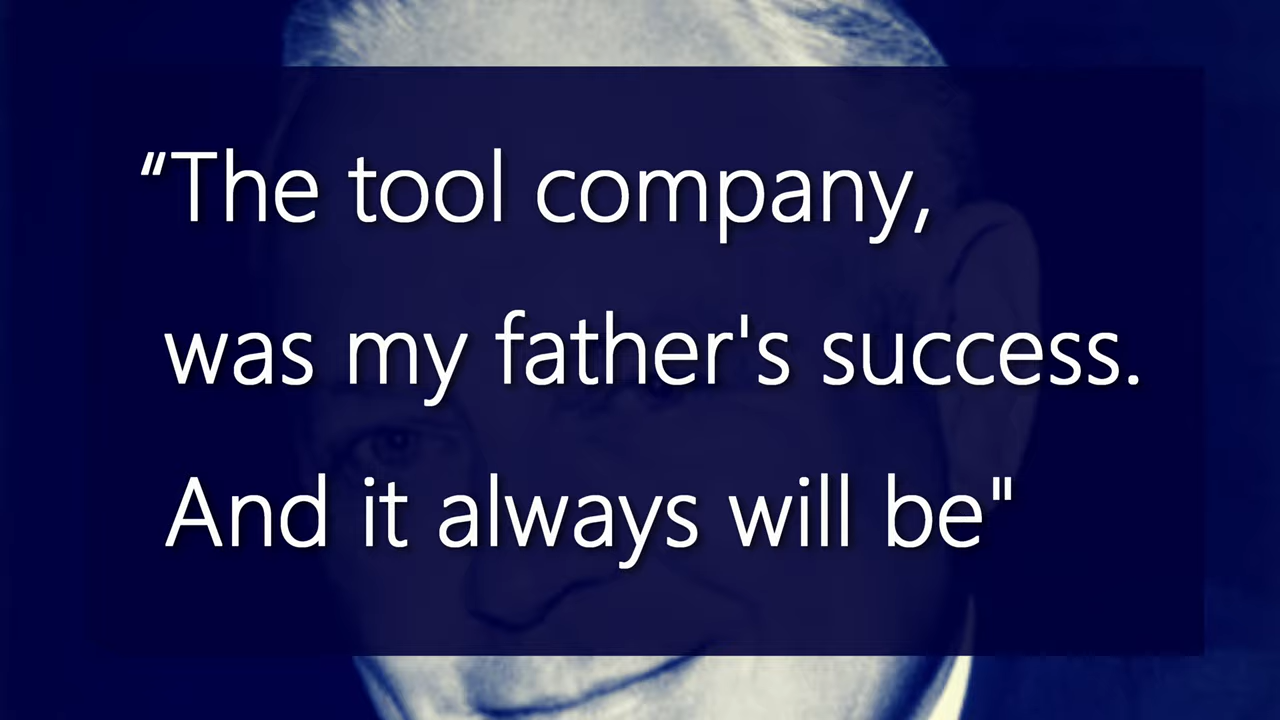 “The tool company,
was my father's success.
And it always will be"